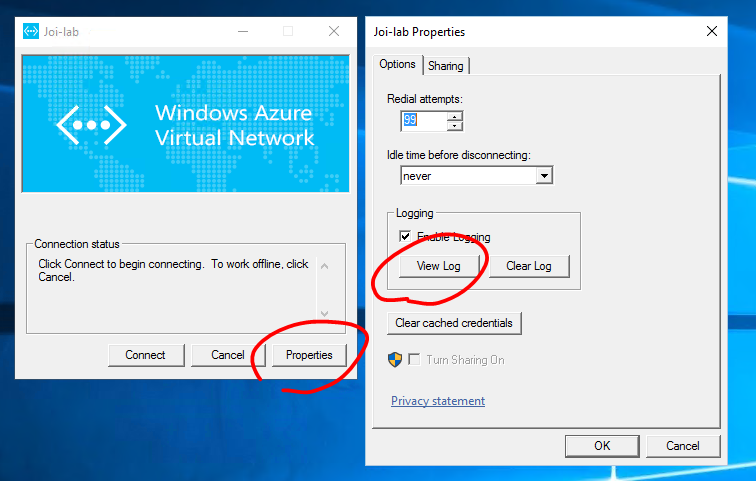 Joi-lab
Windows Azure
Virtual Network
Connection status
Click Connect to begin connecting. To work offline, click
Cancel.
Connect
Cancel
Properties
Joi-lab Properties
Options
Sharing
Redial attempts:
99
Idle time before disconnecting:
never
Logging
Enable Logging
View Log
Clear Log
Clear cached credentials
Turn Sharing On
Privacy statement
OK
Cancel